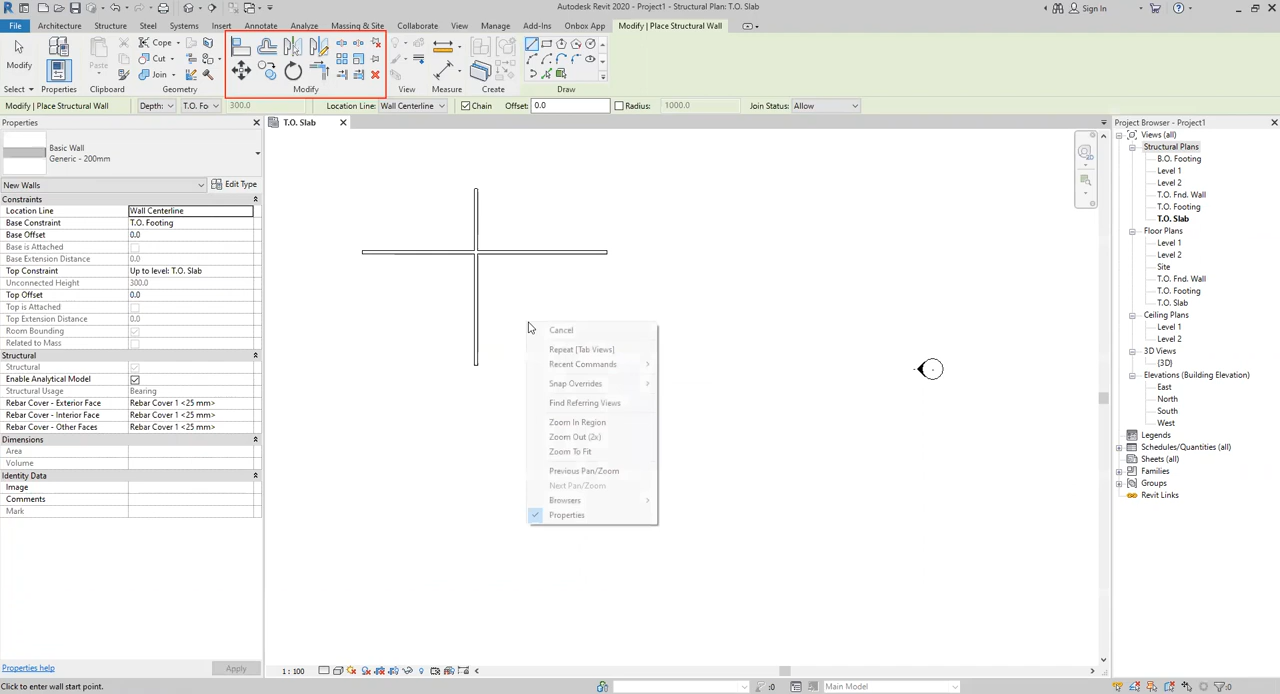 Autodesk Revit 2020 - Project1 - Structural Plan: T.O. Slab
Sign In
File Architecture Structure Steel Systems Insert Annotate Analyze Massing & Site Collaborate View Manage Add-Ins Onbox App Modify | Place Structural Wall
Modify
Paste
Cope
Cut
Join
Select Properties Clipboard Geometry Modify View Measure Create Draw
Modify | Place Structural Wall Depth: T.O. Fo 300.0 Location Line: Wall Centerline Chain Offset: 0.0 Radius: 1000.0 Join Status: Allow
Properties
Basic Wall
Generic - 200mm
New Walls Edit Type
Constraints
Location Line Wall Centerline
Base Constraint T.O. Footing
Base Offset 0.0
Base is Attached
Base Extension Distance 0.0
Top Constraint Up to level: T.O. Slab
Unconnected Height 300.0
Top Offset 0.0
Top is Attached
Top Extension Distance 0.0
Room Bounding
Related to Mass
Structural
Structural
Enable Analytical Model
Structural Usage Bearing
Rebar Cover - Exterior Face Rebar Cover 1 <25 mm>
Rebar Cover - Interior Face Rebar Cover 1 <25 mm>
Rebar Cover - Other Faces Rebar Cover 1 <25 mm>
Dimensions
Area
Volume
Identity Data
Image
Comments
Mark
Properties help Apply
T.O. Slab
Cancel
Repeat [Tab Views]
Recent Commands
Snap Overrides
Find Referring Views
Zoom In Region
Zoom Out (2x)
Zoom To Fit
Previous Pan/Zoom
Next Pan/Zoom
Browsers
Properties
Project Browser - Project1
Views (all)
Structural Plans
B.O. Footing
Level 1
Level 2
T.O. Fnd. Wall
T.O. Footing
T.O. Slab
Floor Plans
Level 1
Level 2
Site
T.O. Fnd. Wall
T.O. Footing
T.O. Slab
Ceiling Plans
Level 1
Level 2
3D Views
{3D}
Elevations (Building Elevation)
East
North
South
West
Legends
Schedules/Quantities (all)
Sheets (all)
Families
Groups
Revit Links
1 : 100
Click to enter wall start point.
:0
Main Model
:0